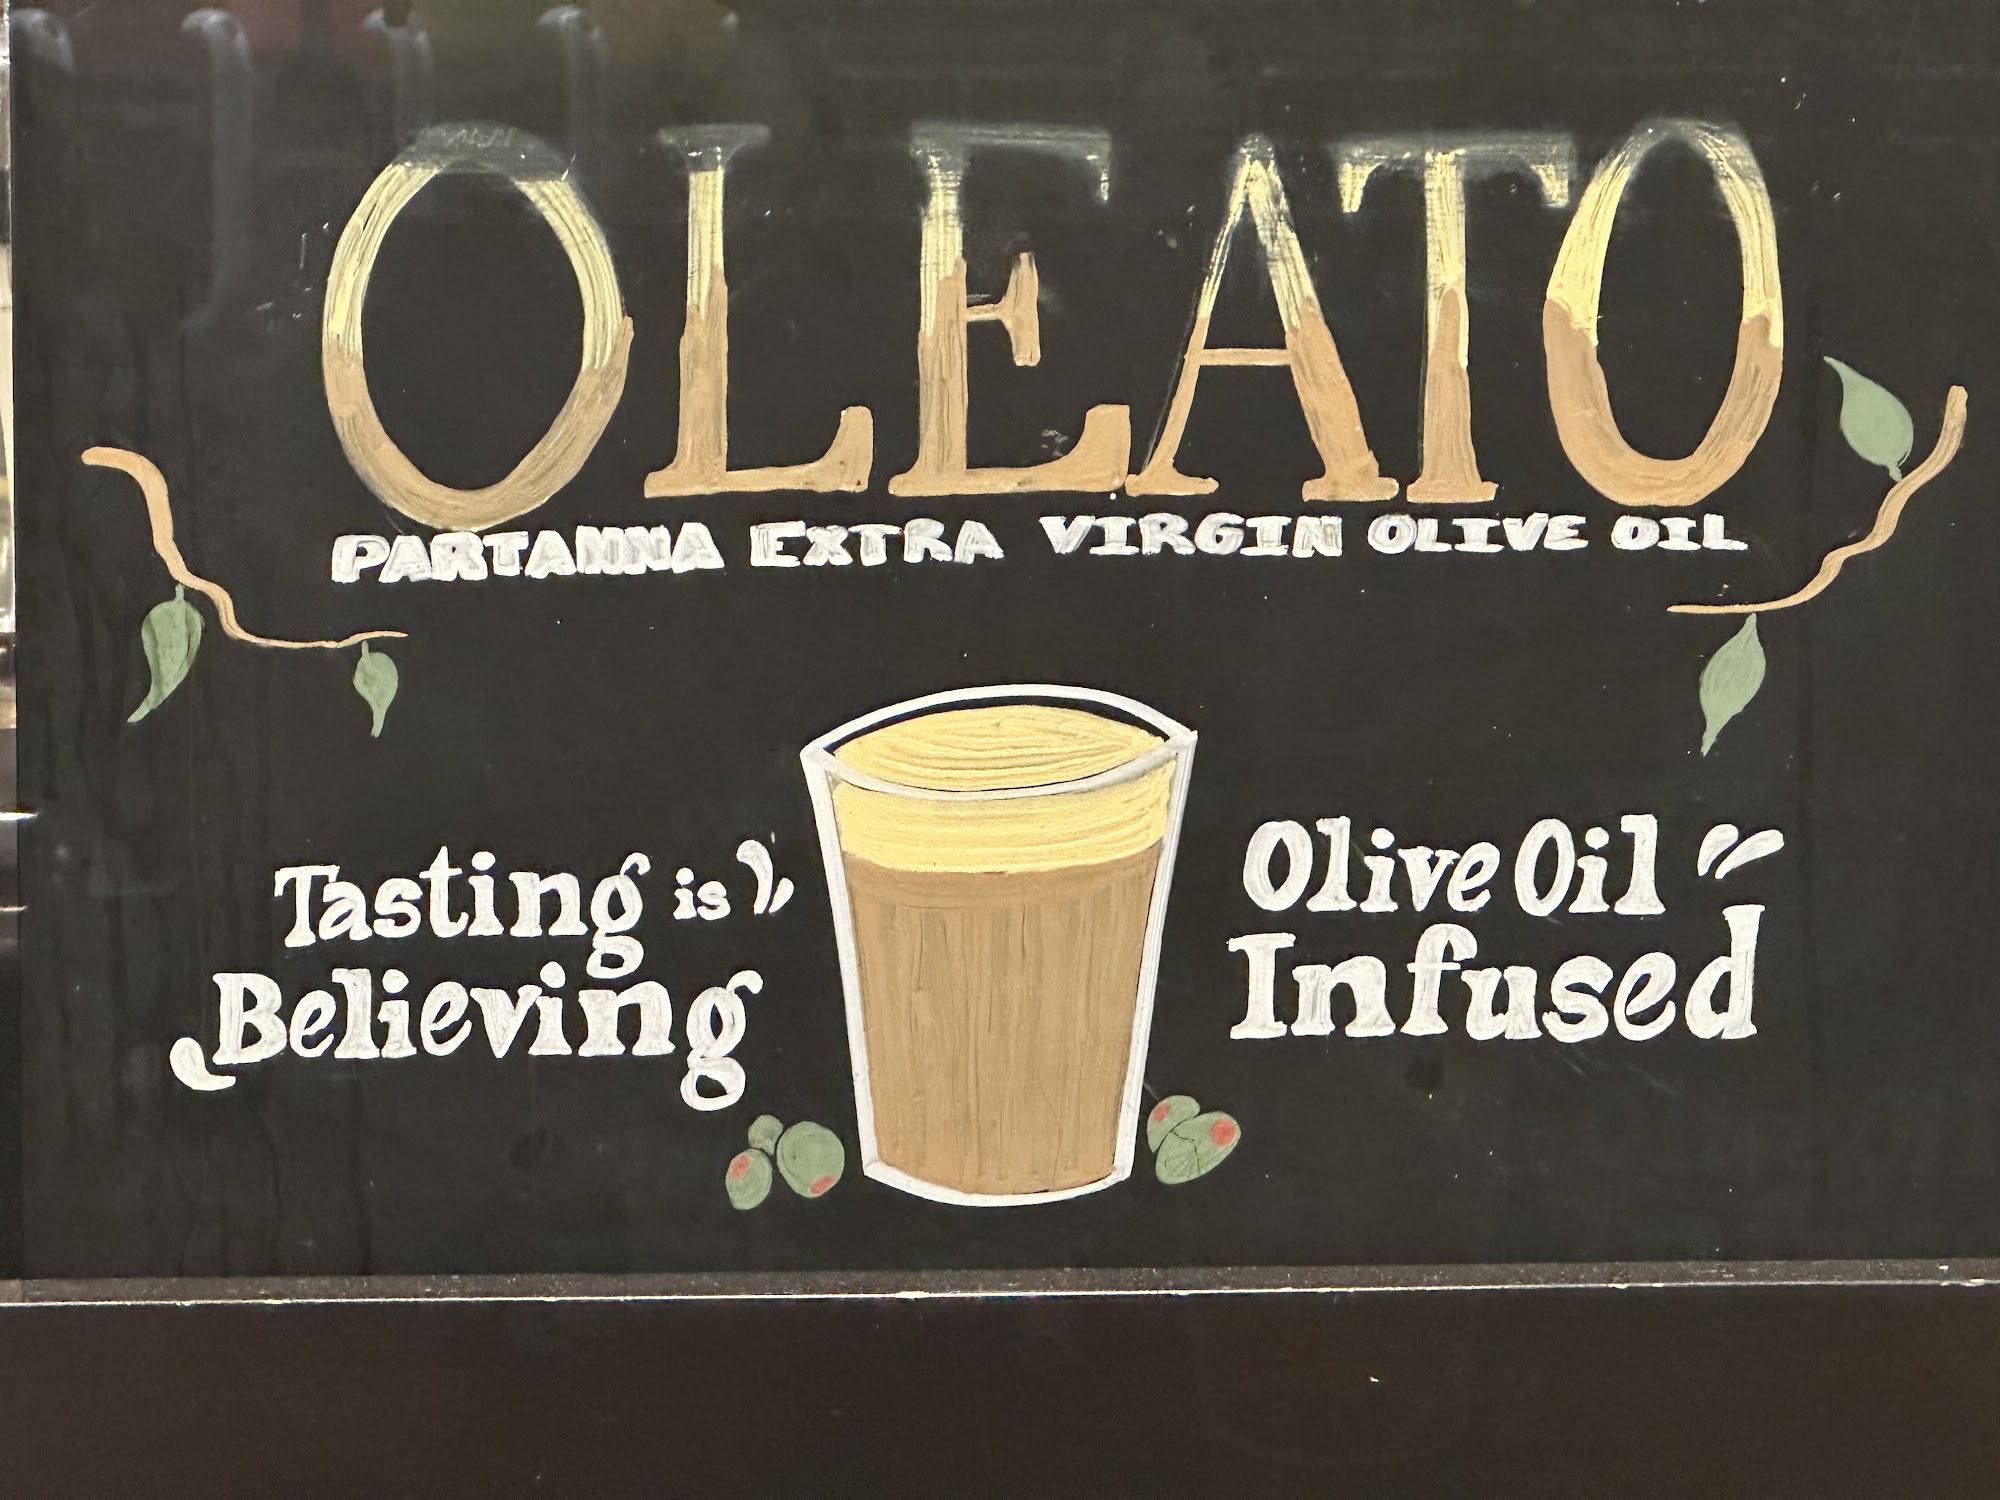 OLEATO
PARTANNA EXTRA VIRGIN OLIVE OIL
Tasting is
Believing
Olive Oil
Infused